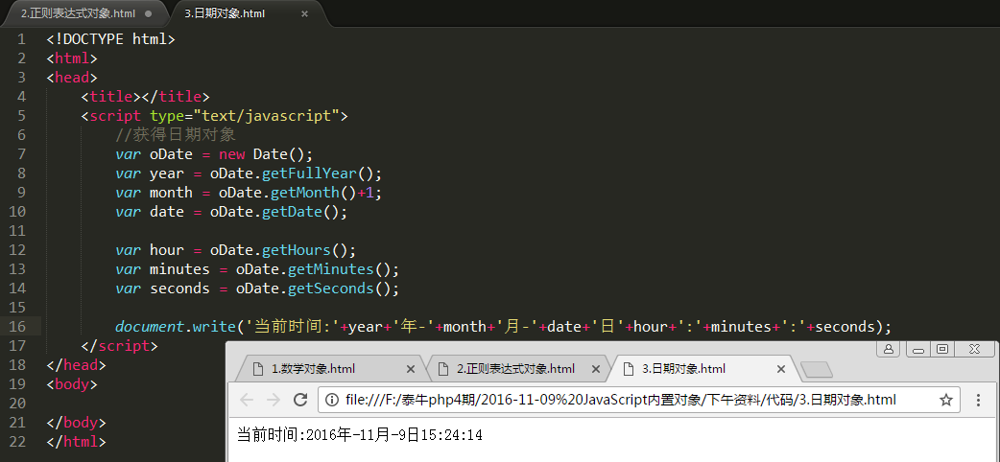 2.正则表达式对象.html
3.日期对象.html
1 <!DOCTYPE html>
2 <html>
3 <head>
4 <title></title>
5 <script type="text/javascript">
6 //获得日期对象
7 var oDate = new Date();
8 var year = oDate.getFullYear();
9 var month = oDate.getMonth()+1;
10 var date = oDate.getDate();
11
12 var hour = oDate.getHours();
13 var minutes = oDate.getMinutes();
14 var seconds = oDate.getSeconds();
15
16 document.write('当前时间:'+year+'年-'+month+'月-'+date+'日'+hour+':'+minutes+':'+seconds);
17 </script>
18 </head>
19 <body>
20
21 </body>
22 </html>
1.数学对象.html
2.正则表达式对象.html
3.日期对象.html
file:///F:/泰牛php4期/2016-11-09%20JavaScript内置对象/下午资料/代码/3.日期对象.html
当前时间:2016年-11月-9日15:24:14